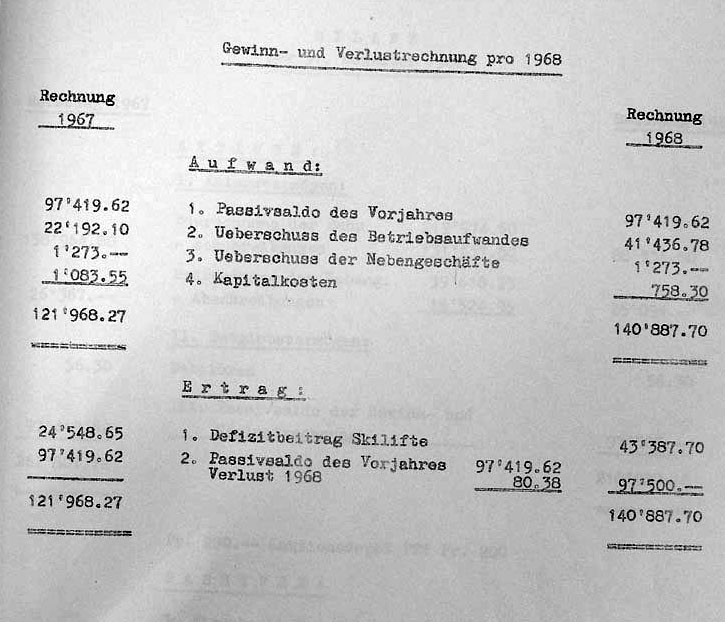 Gewinn- und Verlustrechnung pro 1968
Rechnung Rechnung
1967 1968
Aufwand:
97'419.62 1. Passivsaldo des Vorjahres 97'419.62
22'192.10 2. Ueberschuss des Betriebsaufwandes 41'436.78
1'273.-- 3. Ueberschuss der Nebengeschäfte 1'273.--
1'083.55 4. Kapitalkosten 758.30
121'968.27 140'887.70
Ertrag:
24'548.65 1. Defizitbeitrag Skilifte 43'387.70
97'419.62 2. Passivsaldo des Vorjahres 97'419.62
Verlust 1968 80.38 97'500.--
121'968.27 140'887.70